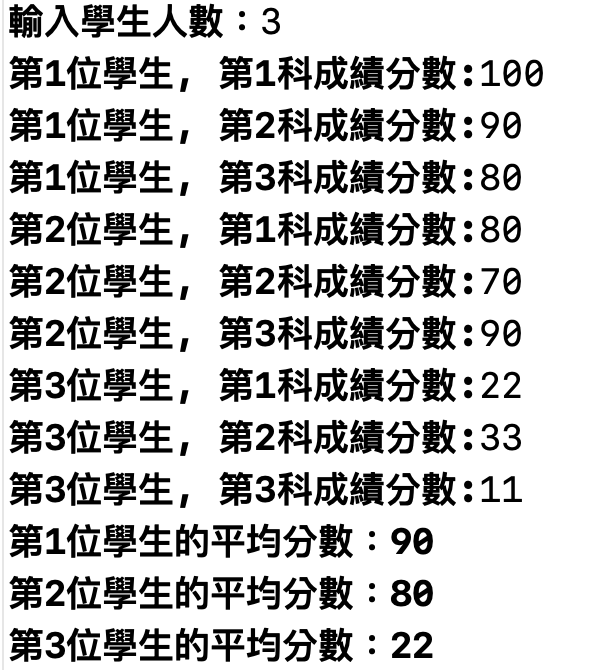 輸入學生人數：3
第1位學生, 第1科成績分數:100
第1位學生, 第2科成績分數:90
第1位學生, 第3科成績分數:80
第2位學生, 第1科成績分數:80
第2位學生, 第2科成績分數:70
第2位學生, 第3科成績分數:90
第3位學生, 第1科成績分數:22
第3位學生, 第2科成績分數:33
第3位學生, 第3科成績分數:11
第1位學生的平均分數：90
第2位學生的平均分數：80
第3位學生的平均分數：22